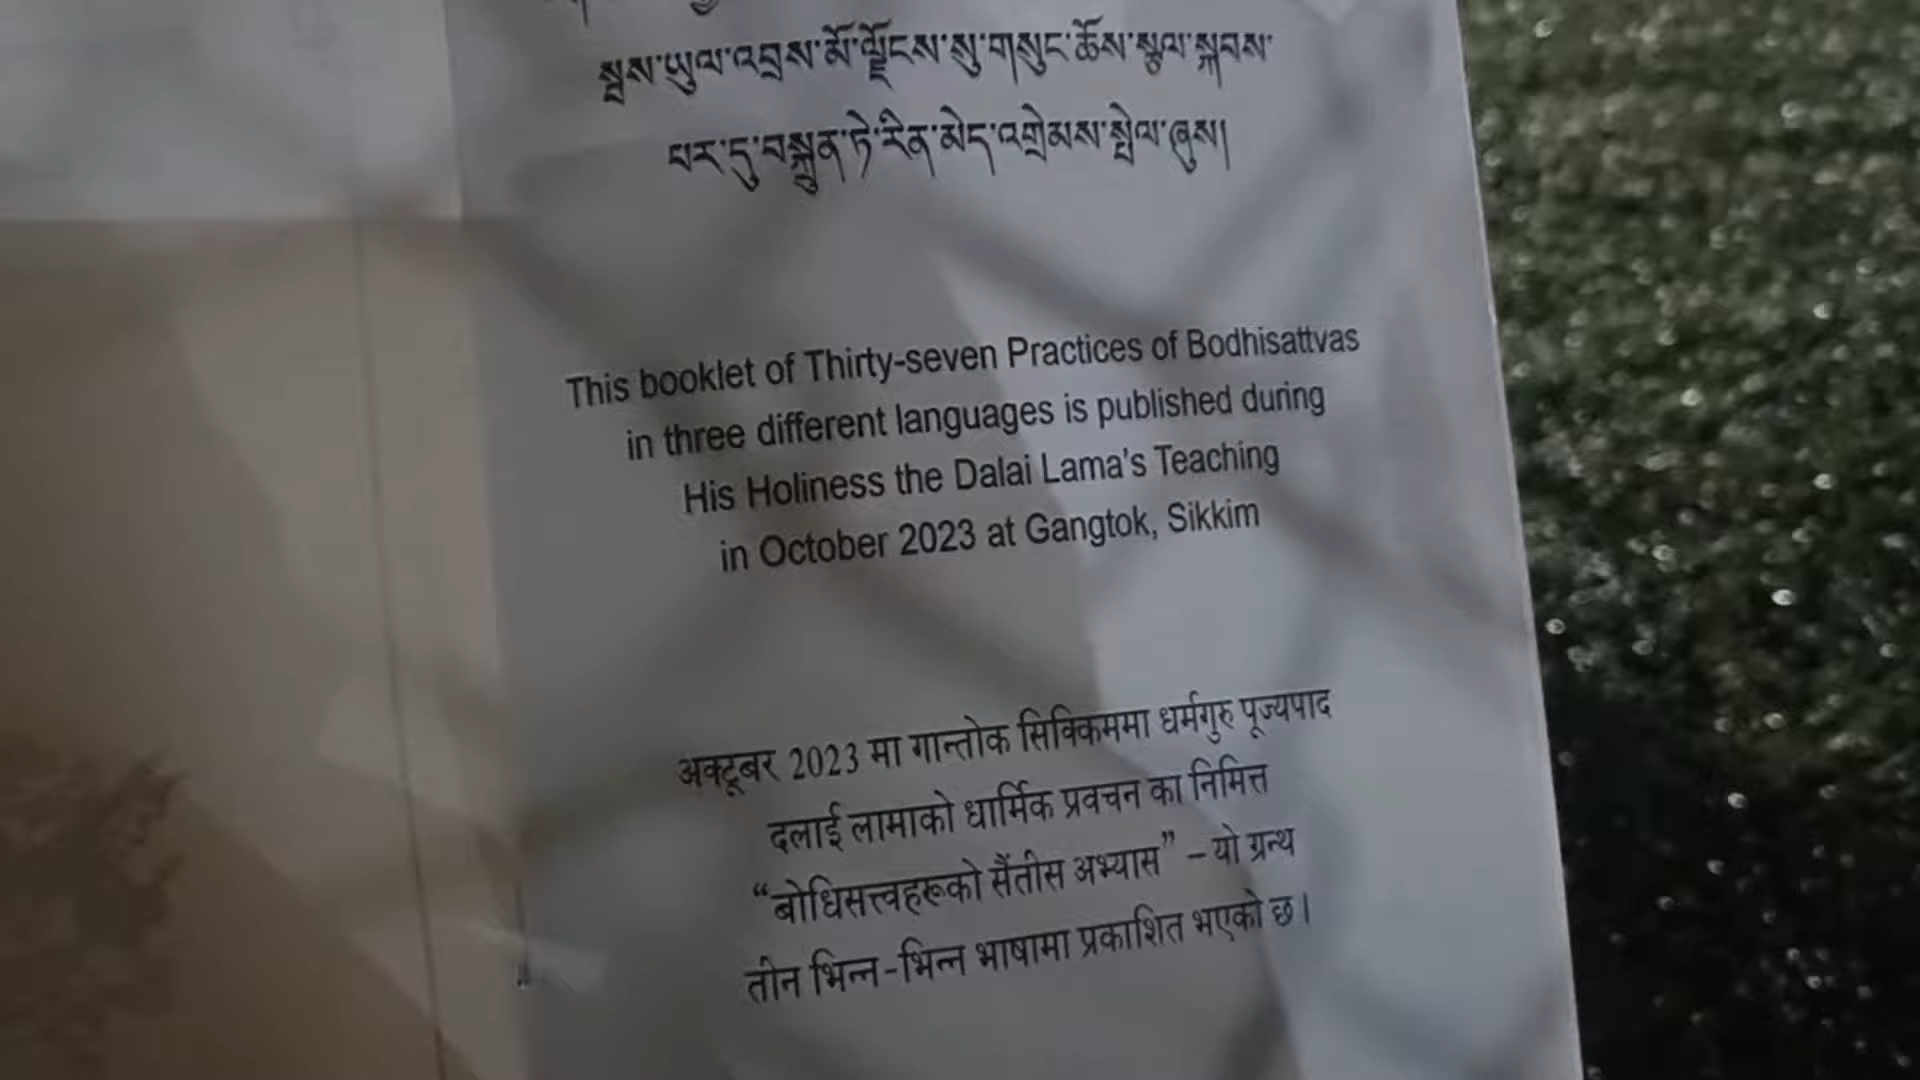 སྦས་ཡུལ་འབྲས་མོ་ལྗོངས་སུ་གསུང་ཆོས་སྩལ་སྐབས་
པར་དུ་བསྐྲུན་ཏེ་རིན་མེད་འགྲེམས་སྤེལ་ཞུས།
This booklet of Thirty-seven Practices of Bodhisattvas
in three different languages is published during
His Holiness the Dalai Lama's Teaching
in October 2023 at Gangtok, Sikkim
अक्टूबर 2023 मा गान्तोक सिक्किममा धर्मगुरु पूज्यपाद
दलाई लामाको धार्मिक प्रवचन का निमित्त
“बोधिसत्त्वहरूको सैंतीस अभ्यास” – यो ग्रन्थ
तीन भिन्न-भिन्न भाषामा प्रकाशित भएको छ।